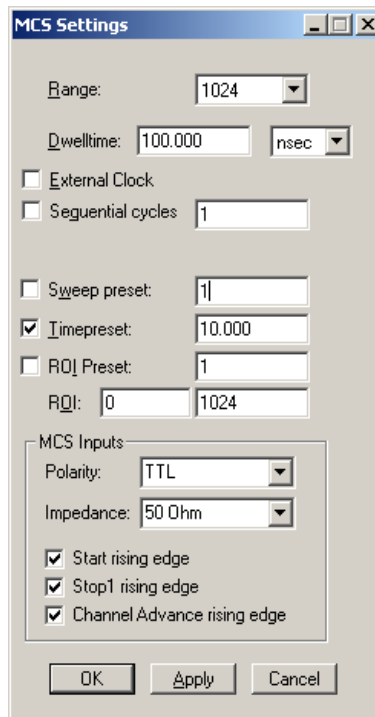 MCS Settings
Range: 1024
Dwelltime: 100.000 nsec
External Clock
Sequential cycles 1
Sweep preset: 1
Timepreset: 10.000
ROI Preset: 1
ROI: 0 1024
MCS Inputs
Polarity: TTL
Impedance: 50 Ohm
Start rising edge
Stop1 rising edge
Channel Advance rising edge
OK Apply Cancel